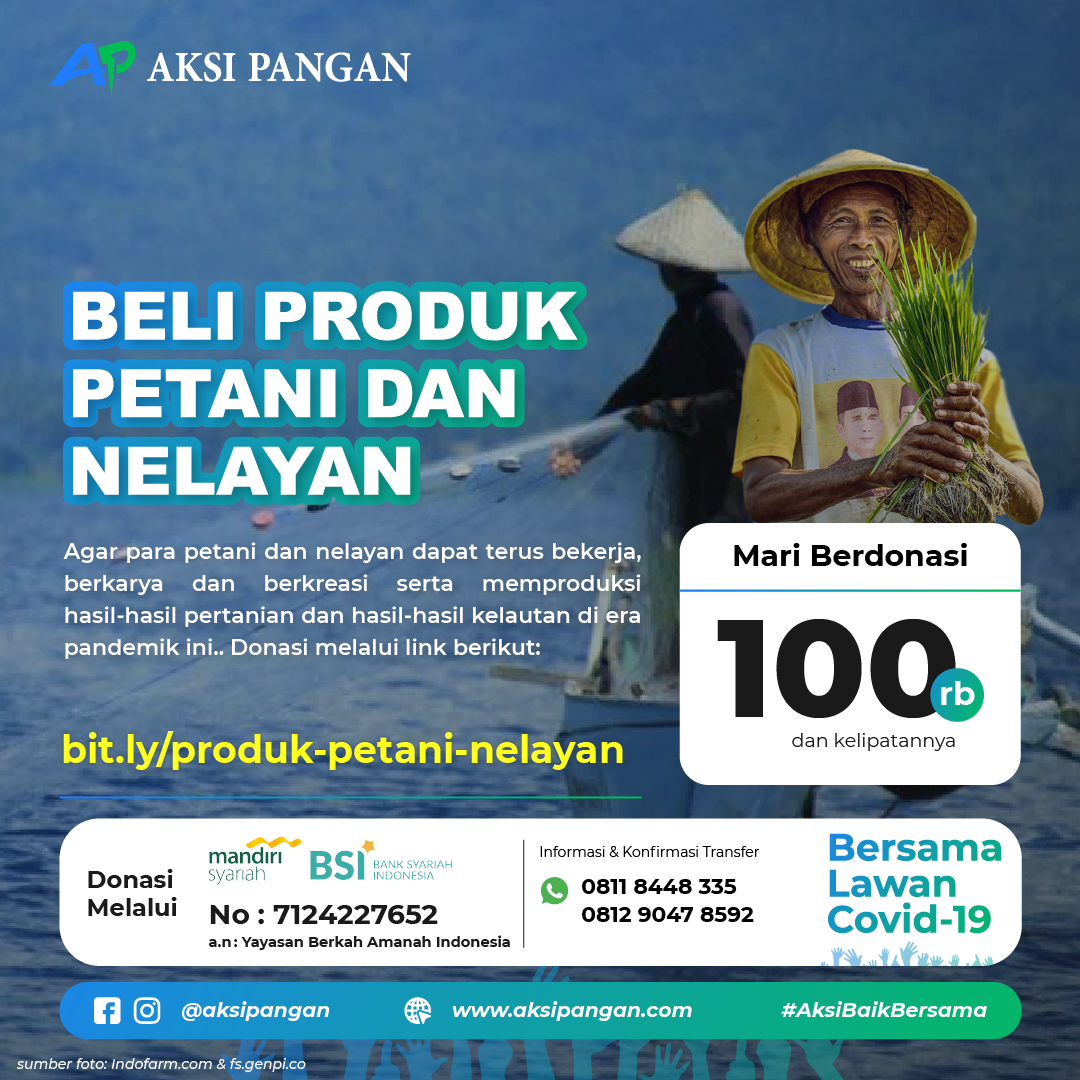 AP AKSI PANGAN
BELI PRODUK
PETANI DAN
NELAYAN
Agar para petani dan nelayan dapat terus bekerja,
berkarya dan berkreasi serta memproduksi
hasil-hasil pertanian dan hasil-hasil kelautan di era
pandemik ini.. Donasi melalui link berikut:
bit.ly/produk-petani-nelayan
Mari Berdonasi
100 rb
dan kelipatannya
Donasi
Melalui
mandiri
syariah
BSI BANK SYARIAH
INDONESIA
No : 7124227652
a.n : Yayasan Berkah Amanah Indonesia
Informasi & Konfirmasi Transfer
0811 8448 335
0812 9047 8592
Bersama
Lawan
Covid-19
@aksipangan
www.aksipangan.com
#AksiBaikBersama
sumber foto: Indofarm.com & fs.genpi.co